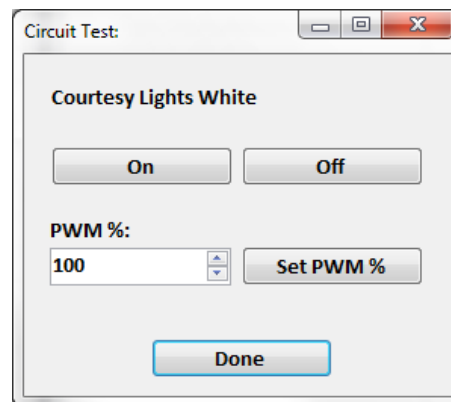 Circuit Test:
Courtesy Lights White
On Off
PWM %:
100 Set PWM %
Done